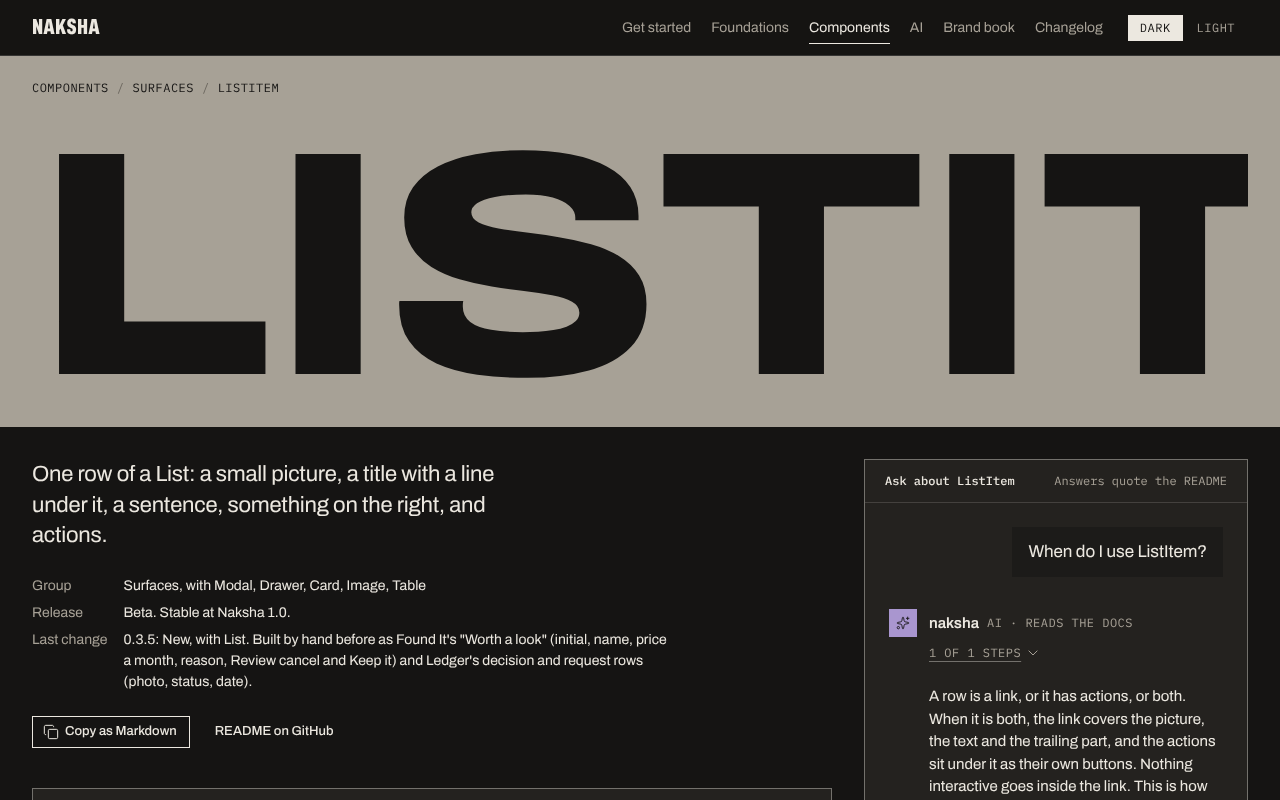 NAKSHA
Get started
Foundations
Components
AI
Brand book
Changelog
DARK
LIGHT
COMPONENTS / SURFACES / LISTITEM
LISTIT
One row of a List: a small picture, a title with a line
under it, a sentence, something on the right, and
actions.
Group
Surfaces, with Modal, Drawer, Card, Image, Table
Release
Beta. Stable at Naksha 1.0.
Last change
0.3.5: New, with List. Built by hand before as Found It's "Worth a look" (initial, name, price
a month, reason, Review cancel and Keep it) and Ledger's decision and request rows
(photo, status, date).
Copy as Markdown
README on GitHub
Ask about ListItem
Answers quote the README
When do I use ListItem?
naksha AI · READS THE DOCS
1 OF 1 STEPS
A row is a link, or it has actions, or both.
When it is both, the link covers the picture,
the text and the trailing part, and the actions
sit under it as their own buttons. Nothing
interactive goes inside the link. This is how